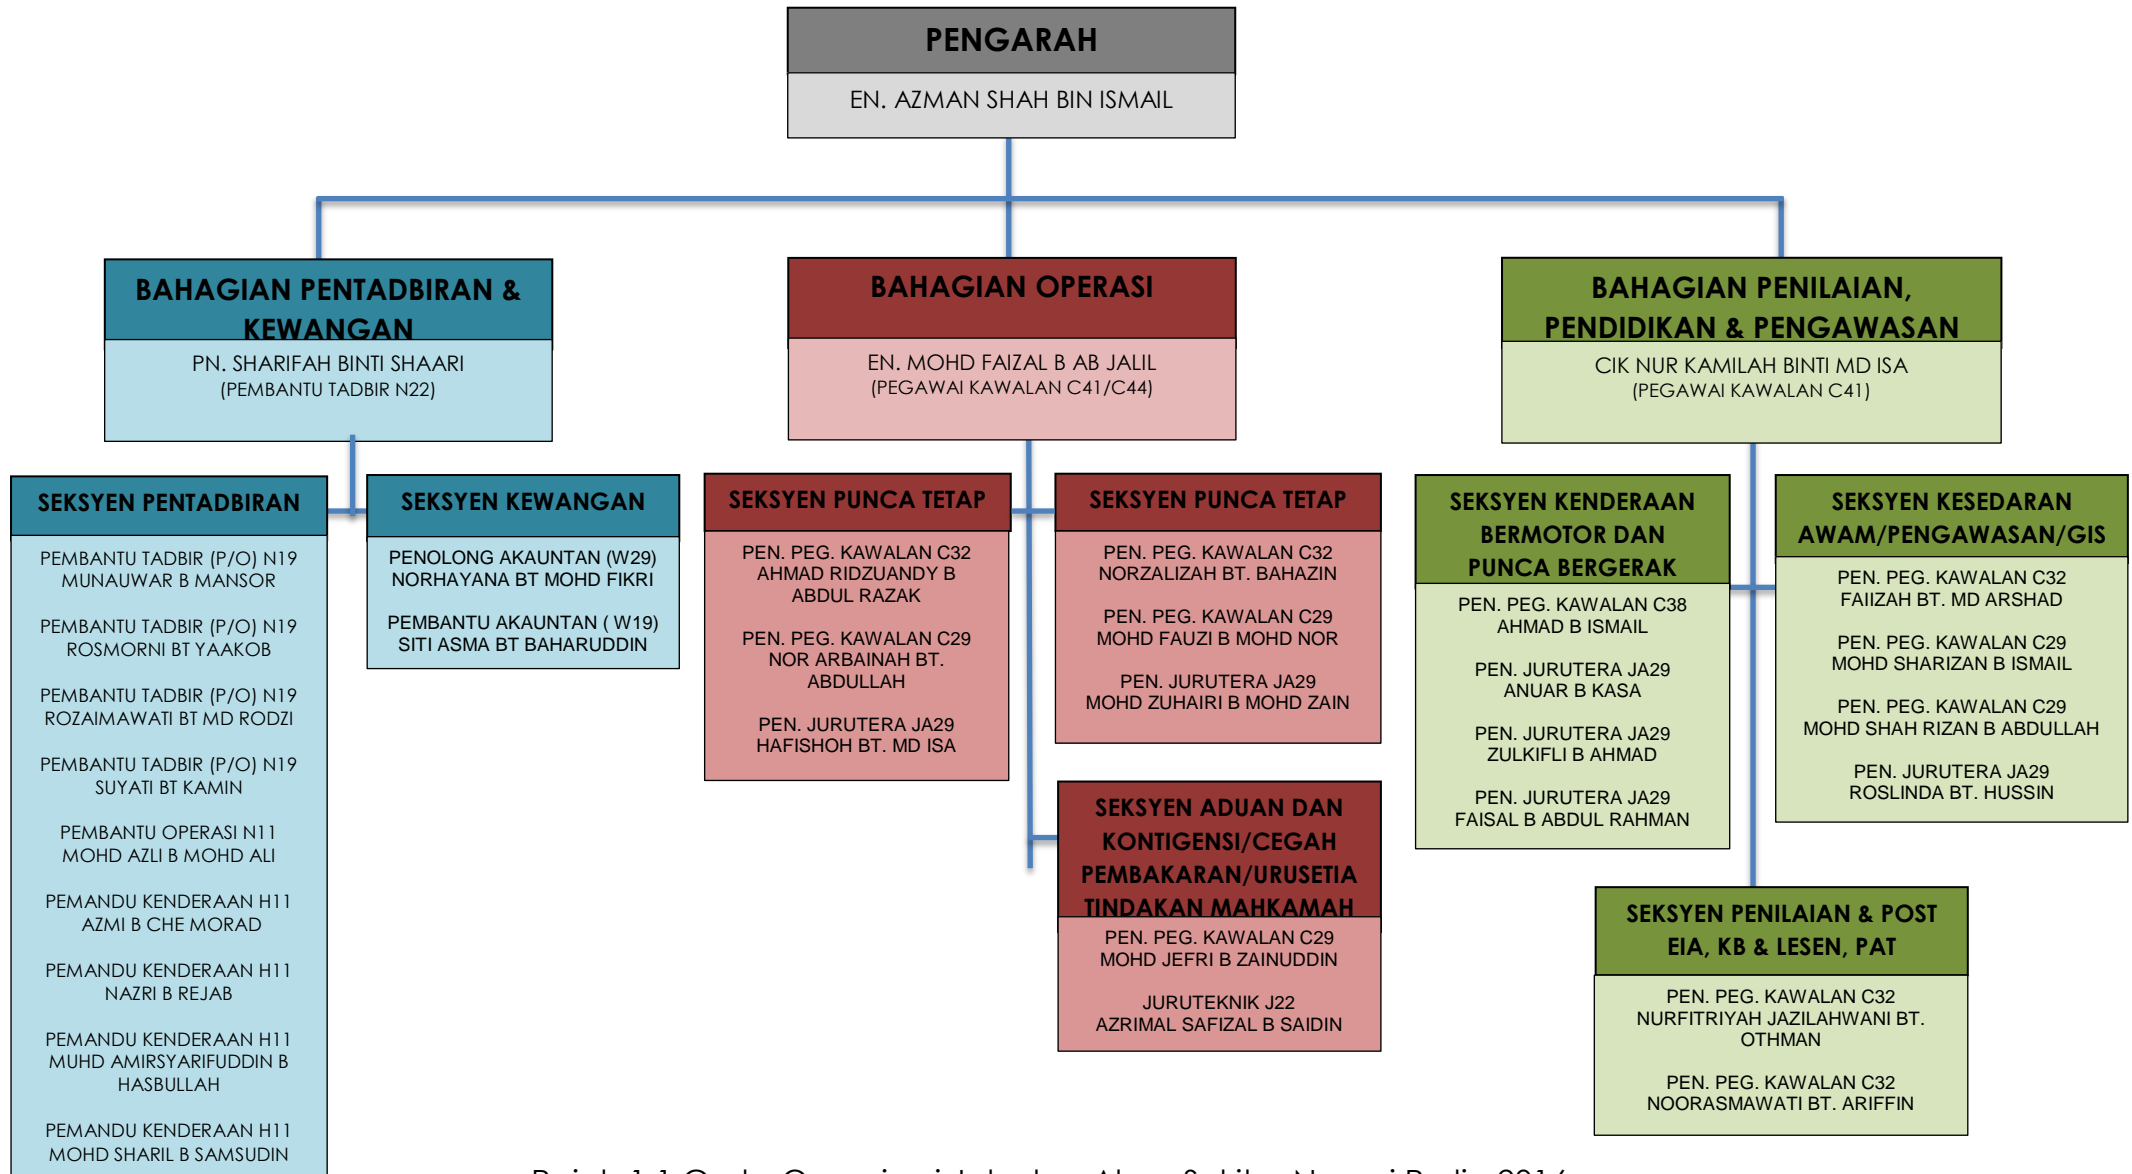 PENGARAH
EN. AZMAN SHAH BIN ISMAIL
BAHAGIAN PENTADBIRAN &
KEWANGAN
PN. SHARIFAH BINTI SHAARI
(PEMBANTU TADBIR N22)
BAHAGIAN OPERASI
EN. MOHD FAIZAL B AB JALIL
(PEGAWAI KAWALAN C41/C44)
BAHAGIAN PENILAIAN,
PENDIDIKAN & PENGAWASAN
CIK NUR KAMILAH BINTI MD ISA
(PEGAWAI KAWALAN C41)
SEKSYEN PENTADBIRAN
PEMBANTU TADBIR (P/O) N19
MUNAUWAR B MANSOR
PEMBANTU TADBIR (P/O) N19
ROSMORNI BT YAAKOB
PEMBANTU TADBIR (P/O) N19
ROZAIMAWATI BT MD RODZI
PEMBANTU TADBIR (P/O) N19
SUYATI BT KAMIN
PEMBANTU OPERASI N11
MOHD AZLI B MOHD ALI
PEMANDU KENDERAAN H11
AZMI B CHE MORAD
PEMANDU KENDERAAN H11
NAZRI B REJAB
PEMANDU KENDERAAN H11
MUHD AMIRSYARIFUDDIN B
HASBULLAH
PEMANDU KENDERAAN H11
MOHD SHARIL B SAMSUDIN
SEKSYEN KEWANGAN
PENOLONG AKAUNTAN (W29)
NORHAYANA BT MOHD FIKRI
PEMBANTU AKAUNTAN ( W19)
SITI ASMA BT BAHARUDDIN
SEKSYEN PUNCA TETAP
PEN. PEG. KAWALAN C32
AHMAD RIDZUANDY B
ABDUL RAZAK
PEN. PEG. KAWALAN C29
NOR ARBAINAH BT.
ABDULLAH
PEN. JURUTERA JA29
HAFISHOH BT. MD ISA
SEKSYEN PUNCA TETAP
PEN. PEG. KAWALAN C32
NORZALIZAH BT. BAHAZIN
PEN. PEG. KAWALAN C29
MOHD FAUZI B MOHD NOR
PEN. JURUTERA JA29
MOHD ZUHAIRI B MOHD ZAIN
SEKSYEN ADUAN DAN
KONTIGENSI/CEGAH
PEMBAKARAN/URUSETIA
TINDAKAN MAHKAMAH
PEN. PEG. KAWALAN C29
MOHD JEFRI B ZAINUDDIN
JURUTEKNIK J22
AZRIMAL SAFIZAL B SAIDIN
SEKSYEN KENDERAAN
BERMOTOR DAN
PUNCA BERGERAK
PEN. PEG. KAWALAN C38
AHMAD B ISMAIL
PEN. JURUTERA JA29
ANUAR B KASA
PEN. JURUTERA JA29
ZULKIFLI B AHMAD
PEN. JURUTERA JA29
FAISAL B ABDUL RAHMAN
SEKSYEN KESEDARAN
AWAM/PENGAWASAN/GIS
PEN. PEG. KAWALAN C32
FAIIZAH BT. MD ARSHAD
PEN. PEG. KAWALAN C29
MOHD SHARIZAN B ISMAIL
PEN. PEG. KAWALAN C29
MOHD SHAH RIZAN B ABDULLAH
PEN. JURUTERA JA29
ROSLINDA BT. HUSSIN
SEKSYEN PENILAIAN & POST
EIA, KB & LESEN, PAT
PEN. PEG. KAWALAN C32
NURFITRIYAH JAZILAHWANI BT.
OTHMAN
PEN. PEG. KAWALAN C32
NOORASMAWATI BT. ARIFFIN
Rajah 1.1 Carta Organisasi Jabatan Alam Sekitar Negeri Perlis 2016